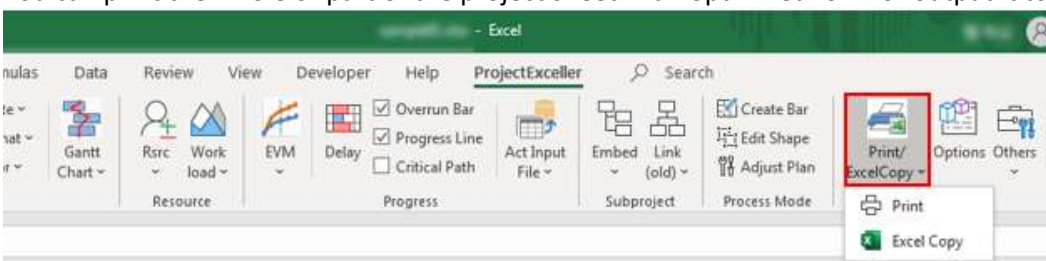 - Excel
nulas Data Review View Developer Help ProjectExceller Search
Gantt Chart
Rsrc
Work load
EVM
Delay
Overrun Bar
Progress Line
Critical Path
Act Input File
Embed
Link (old)
Create Bar
Edit Shape
Adjust Plan
Print/ ExcelCopy
Options
Others
Resource Progress Subproject Process Mode
Print
Excel Copy